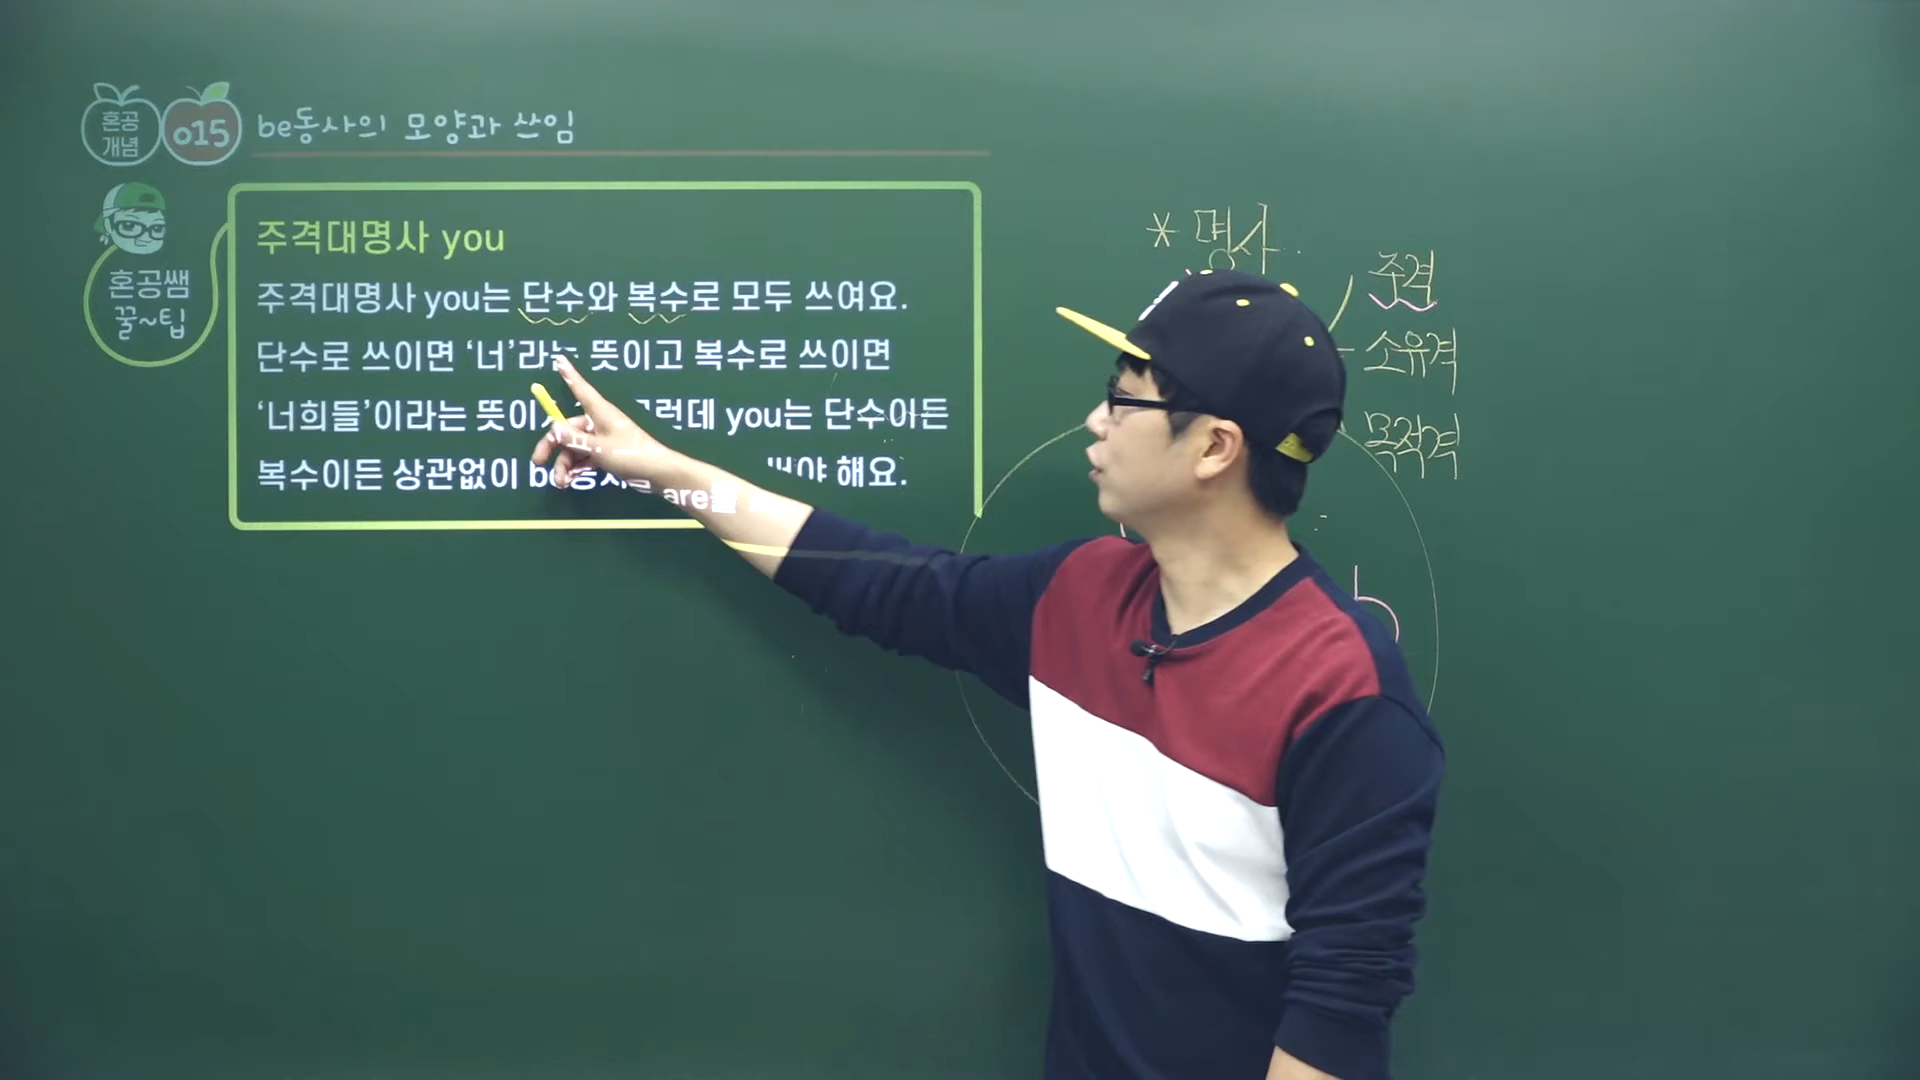 혼공
개념
015
be동사의 모양과 쓰임
혼공쌤
꿀~팁
주격대명사 you
주격대명사 you는 단수와 복수로 모두 쓰여요.
단수로 쓰이면 ‘너’라는 뜻이고 복수로 쓰이면
‘너희들’이라는 뜻이 그런데 you는 단수이든
복수이든 상관없이 be동사를 are를 써야 해요.
* 명사
주격
소유격
목적격
b